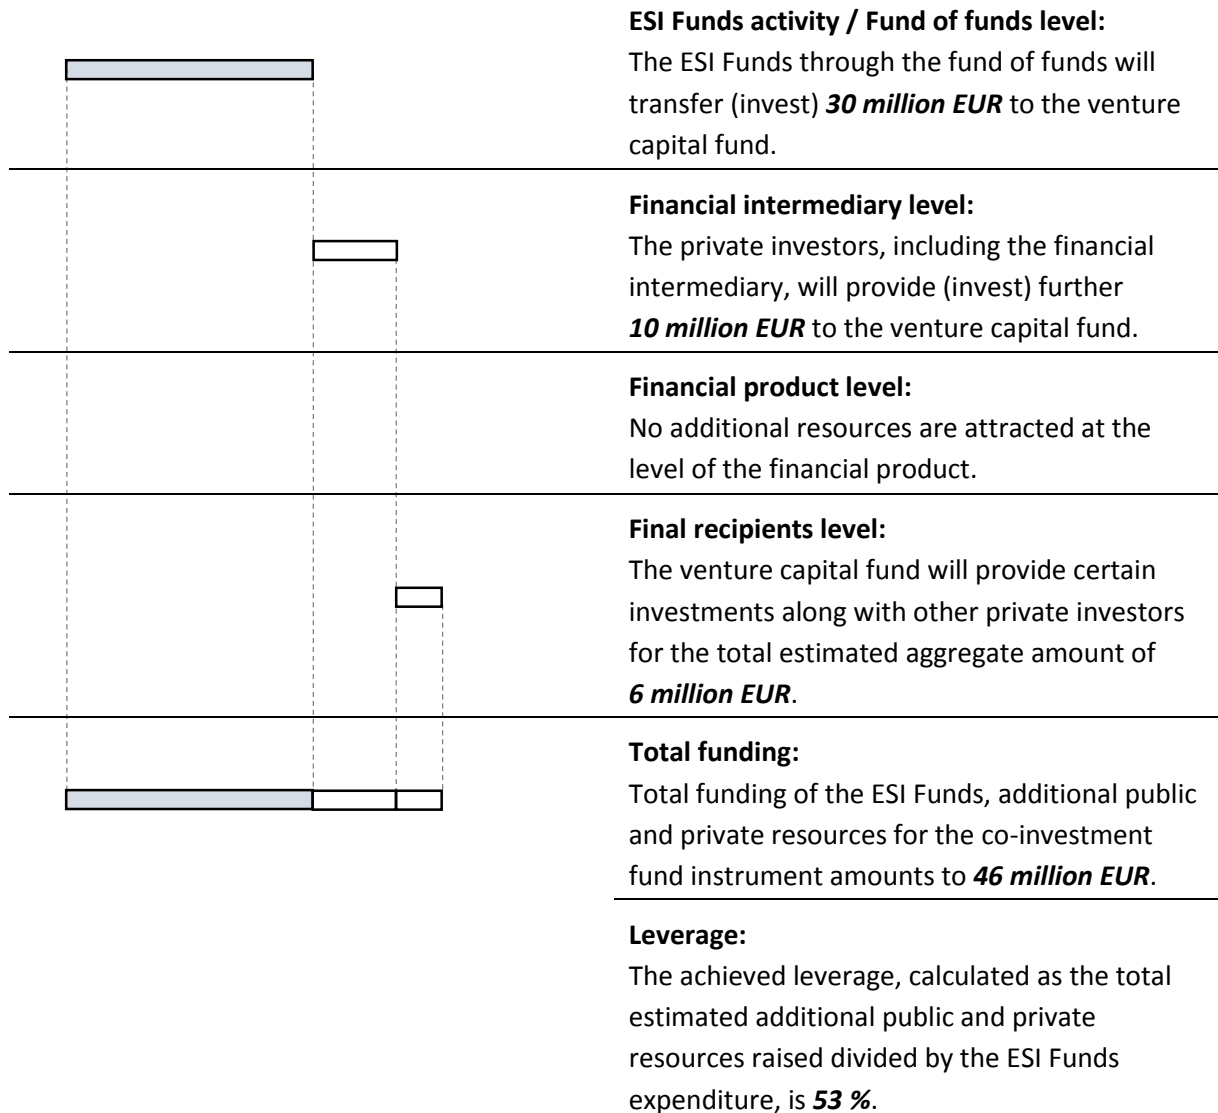 ESI Funds activity / Fund of funds level:
The ESI Funds through the fund of funds will
transfer (invest) 30 million EUR to the venture
capital fund.
Financial intermediary level:
The private investors, including the financial
intermediary, will provide (invest) further
10 million EUR to the venture capital fund.
Financial product level:
No additional resources are attracted at the
level of the financial product.
Final recipients level:
The venture capital fund will provide certain
investments along with other private investors
for the total estimated aggregate amount of
6 million EUR.
Total funding:
Total funding of the ESI Funds, additional public
and private resources for the co-investment
fund instrument amounts to 46 million EUR.
Leverage:
The achieved leverage, calculated as the total
estimated additional public and private
resources raised divided by the ESI Funds
expenditure, is 53 %.